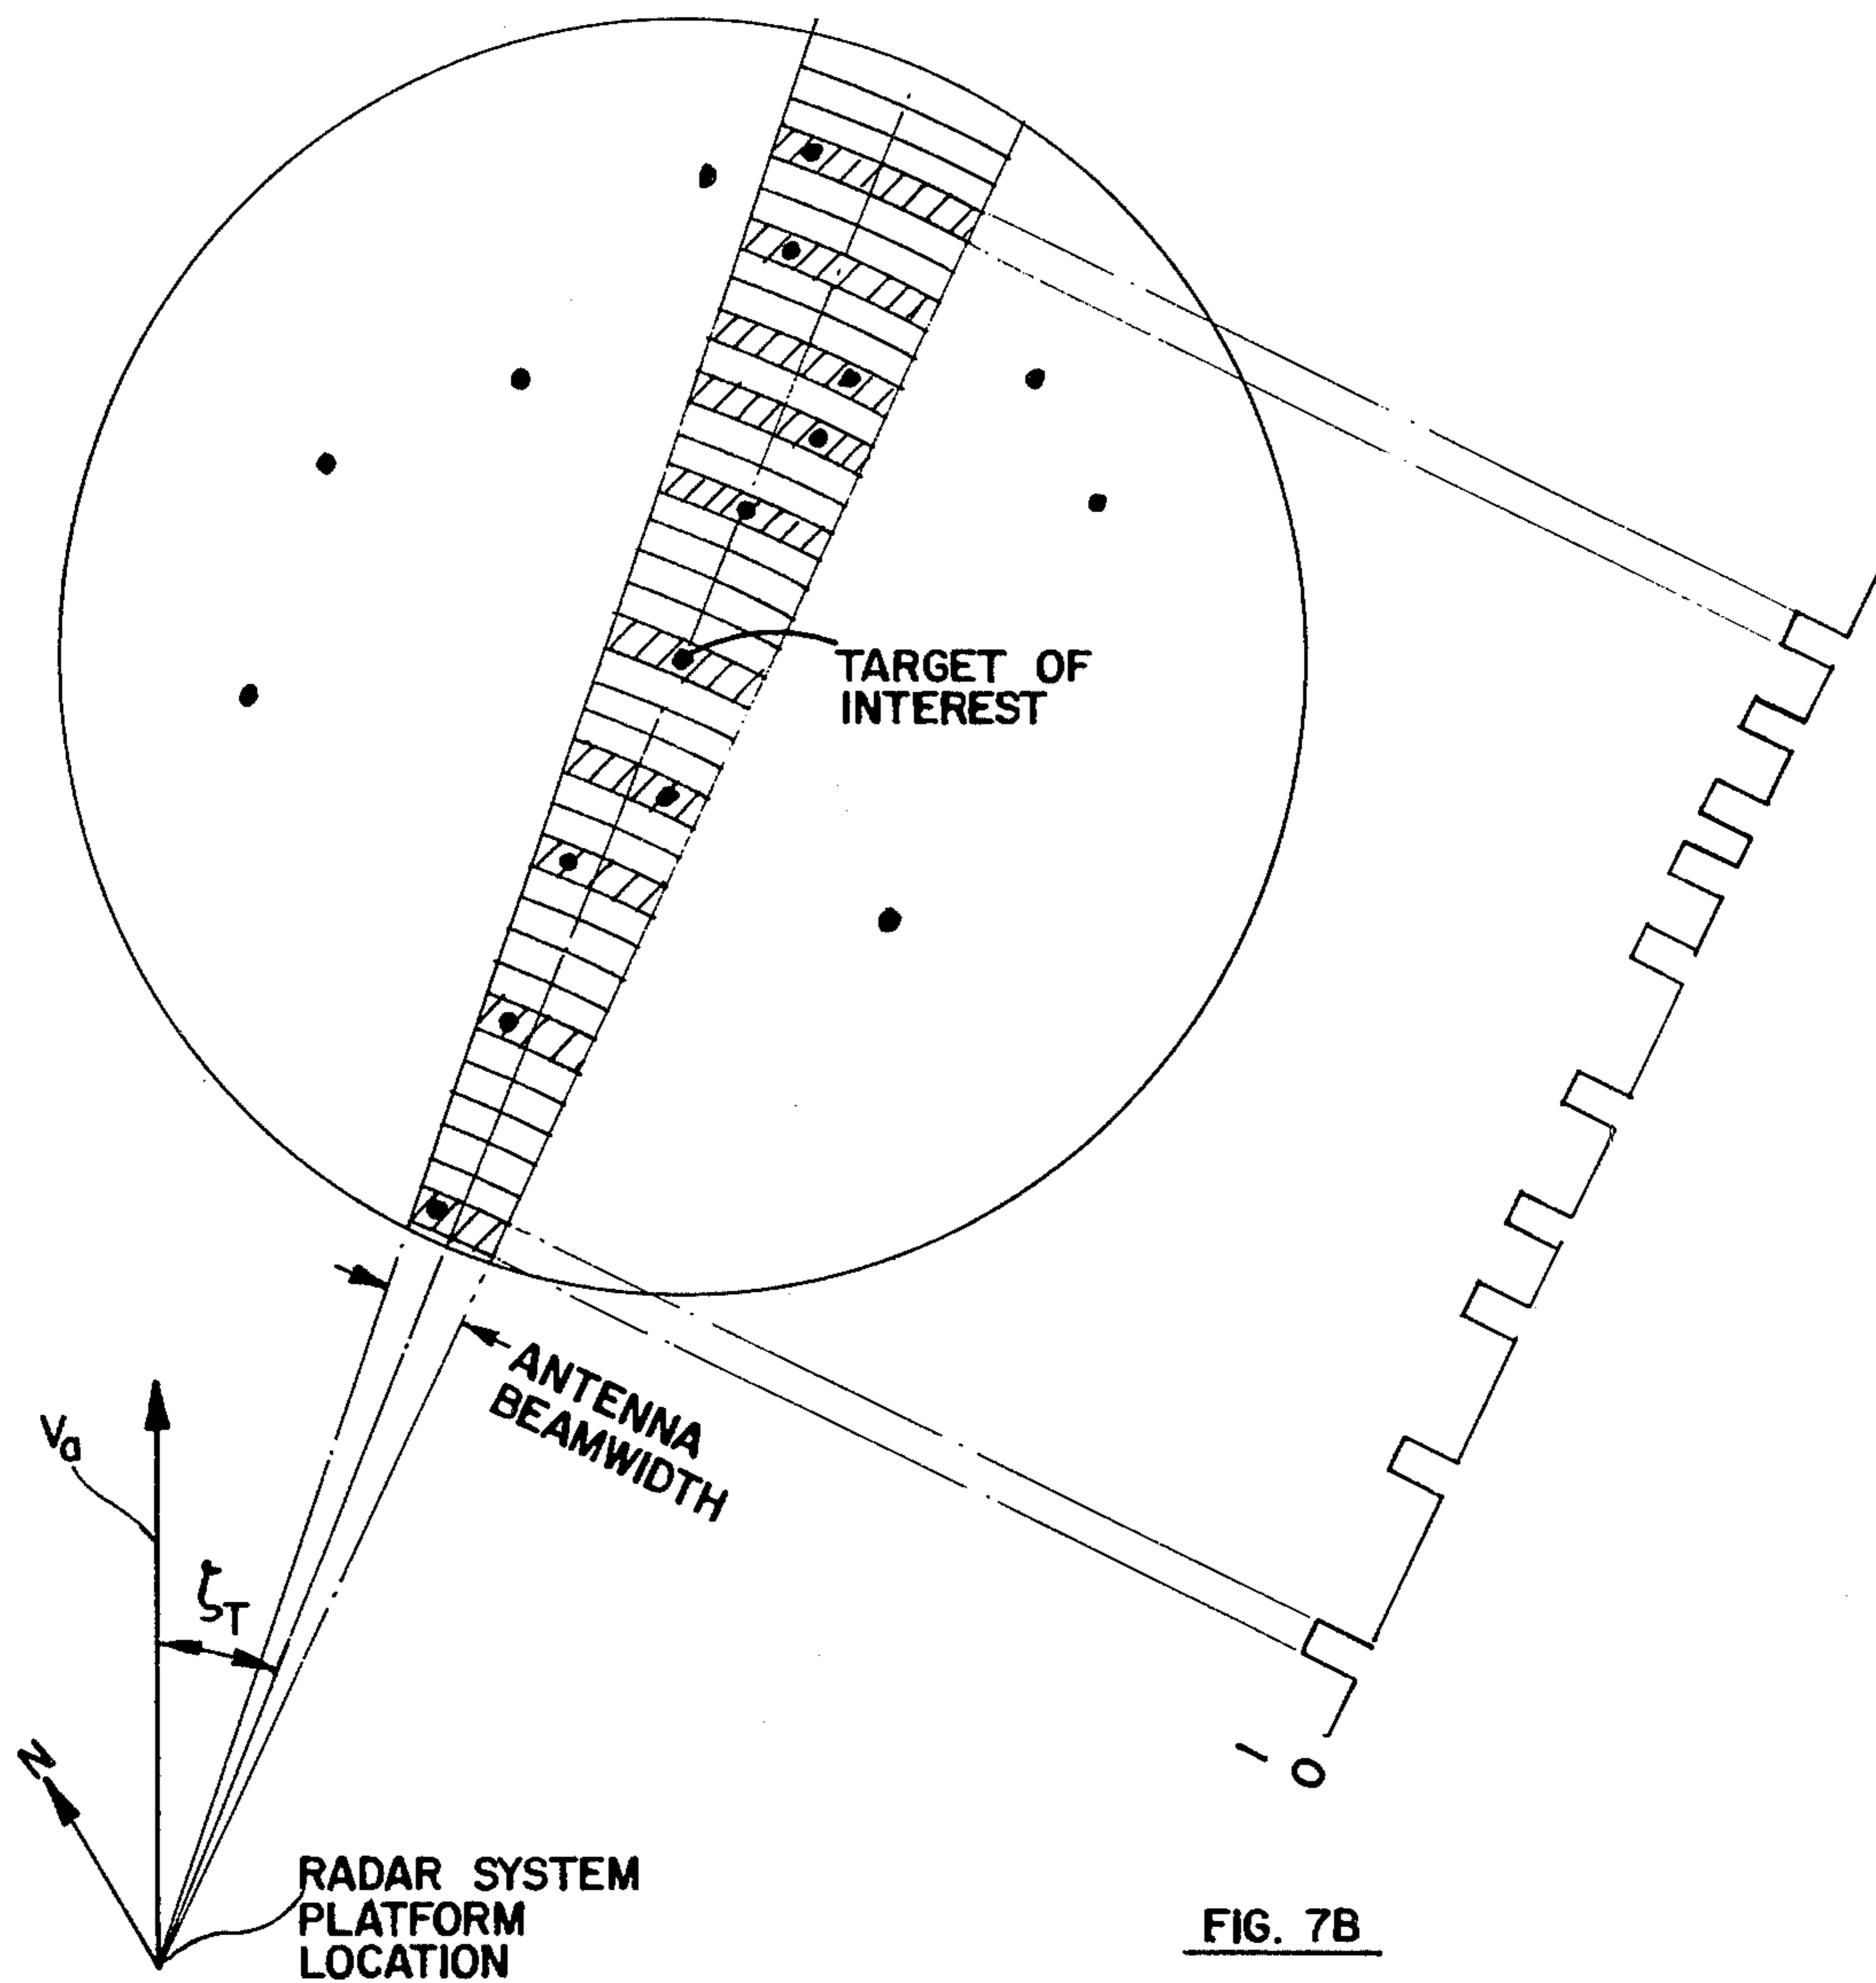 TARGET OF
INTEREST
ANTENNA
BEAMWIDTH
Va
ζT
N
1 0
RADAR SYSTEM
PLATFORM
LOCATION
FIG. 7B